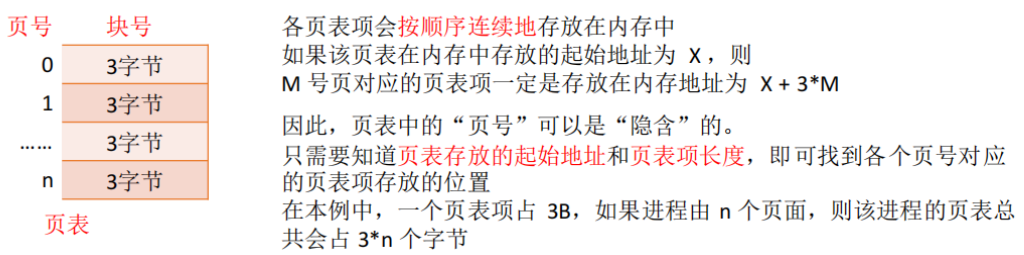 页号 块号
0 3字节
1 3字节
…… 3字节
n 3字节
页表
各页表项会按顺序连续地存放在内存中
如果该页表在内存中存放的起始地址为 X，则
M 号页对应的页表项一定是存放在内存地址为 X + 3*M
因此，页表中的“页号”可以是“隐含”的。
只需要知道页表存放的起始地址和页表项长度，即可找到各个页号对应
的页表项存放的位置
在本例中，一个页表项占 3B，如果进程由 n 个页面，则该进程的页表总
共会占 3*n 个字节